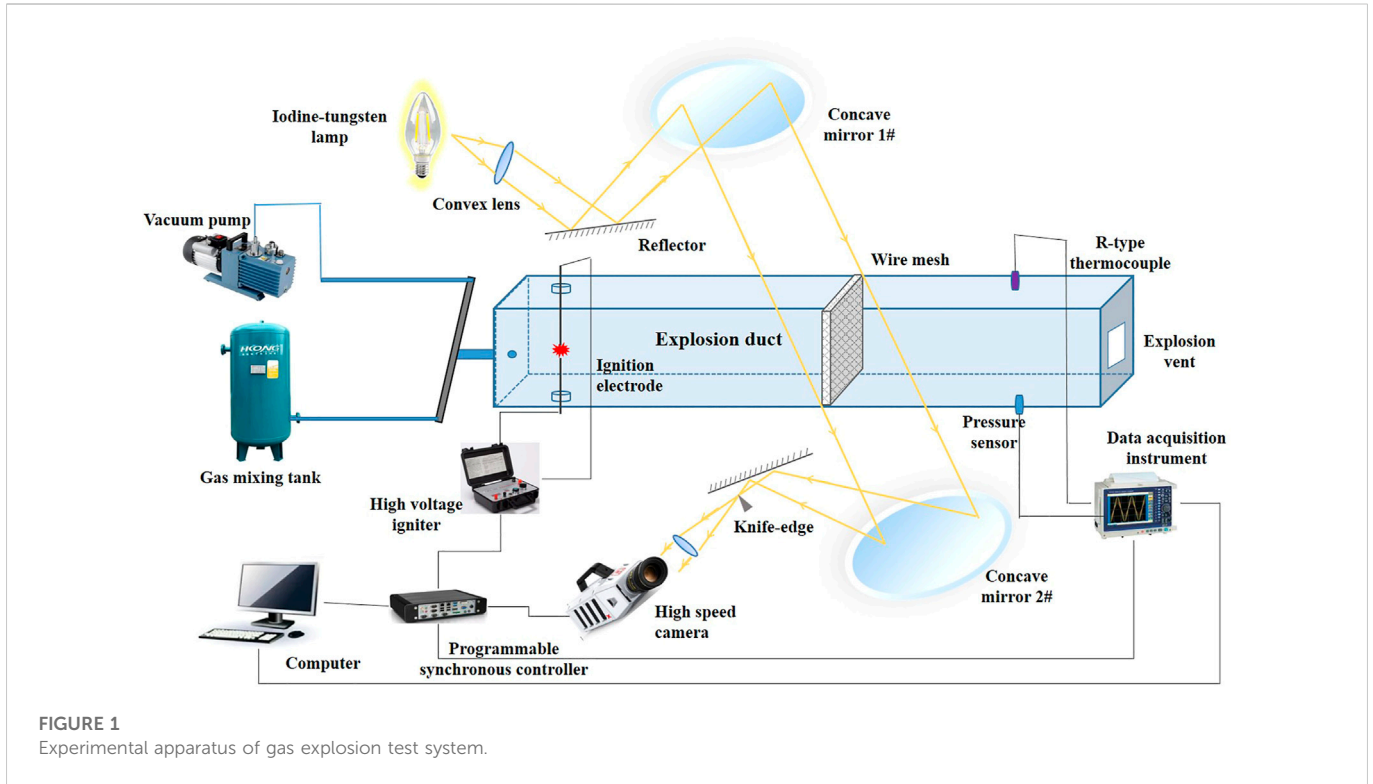 Iodine-tungsten
lamp
Concave
mirror 1#
Convex lens
Vacuum pump
Reflector
Wire mesh
R-type
thermocouple
Explosion duct
Explosion
vent
Ignition
electrode
HKONG
Pressure
sensor
Data acquisition
instrument
Gas mixing tank
High voltage
igniter
Knife-edge
Concave
mirror 2#
High speed
camera
Computer
Programmable
synchronous controller
FIGURE 1
Experimental apparatus of gas explosion test system.